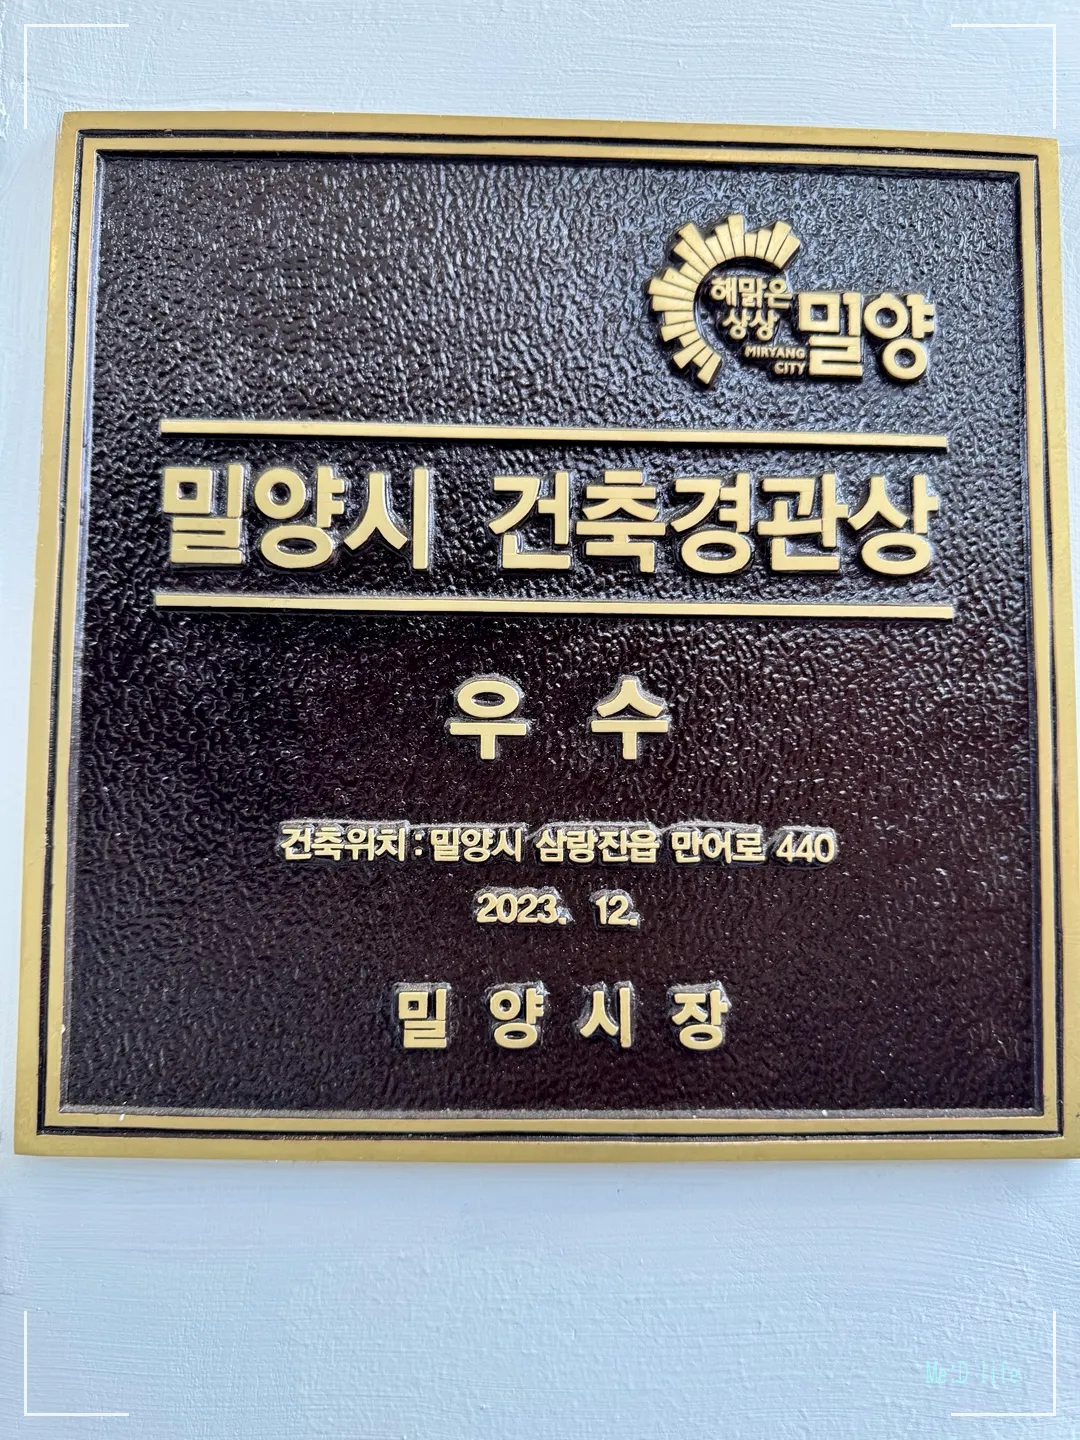 해맑은
상상
MIRYANG
CITY
밀양
밀양시 건축경관상
우 수
건축위치 : 밀양시 삼랑진읍 만어로 440
2023. 12.
밀 양 시 장